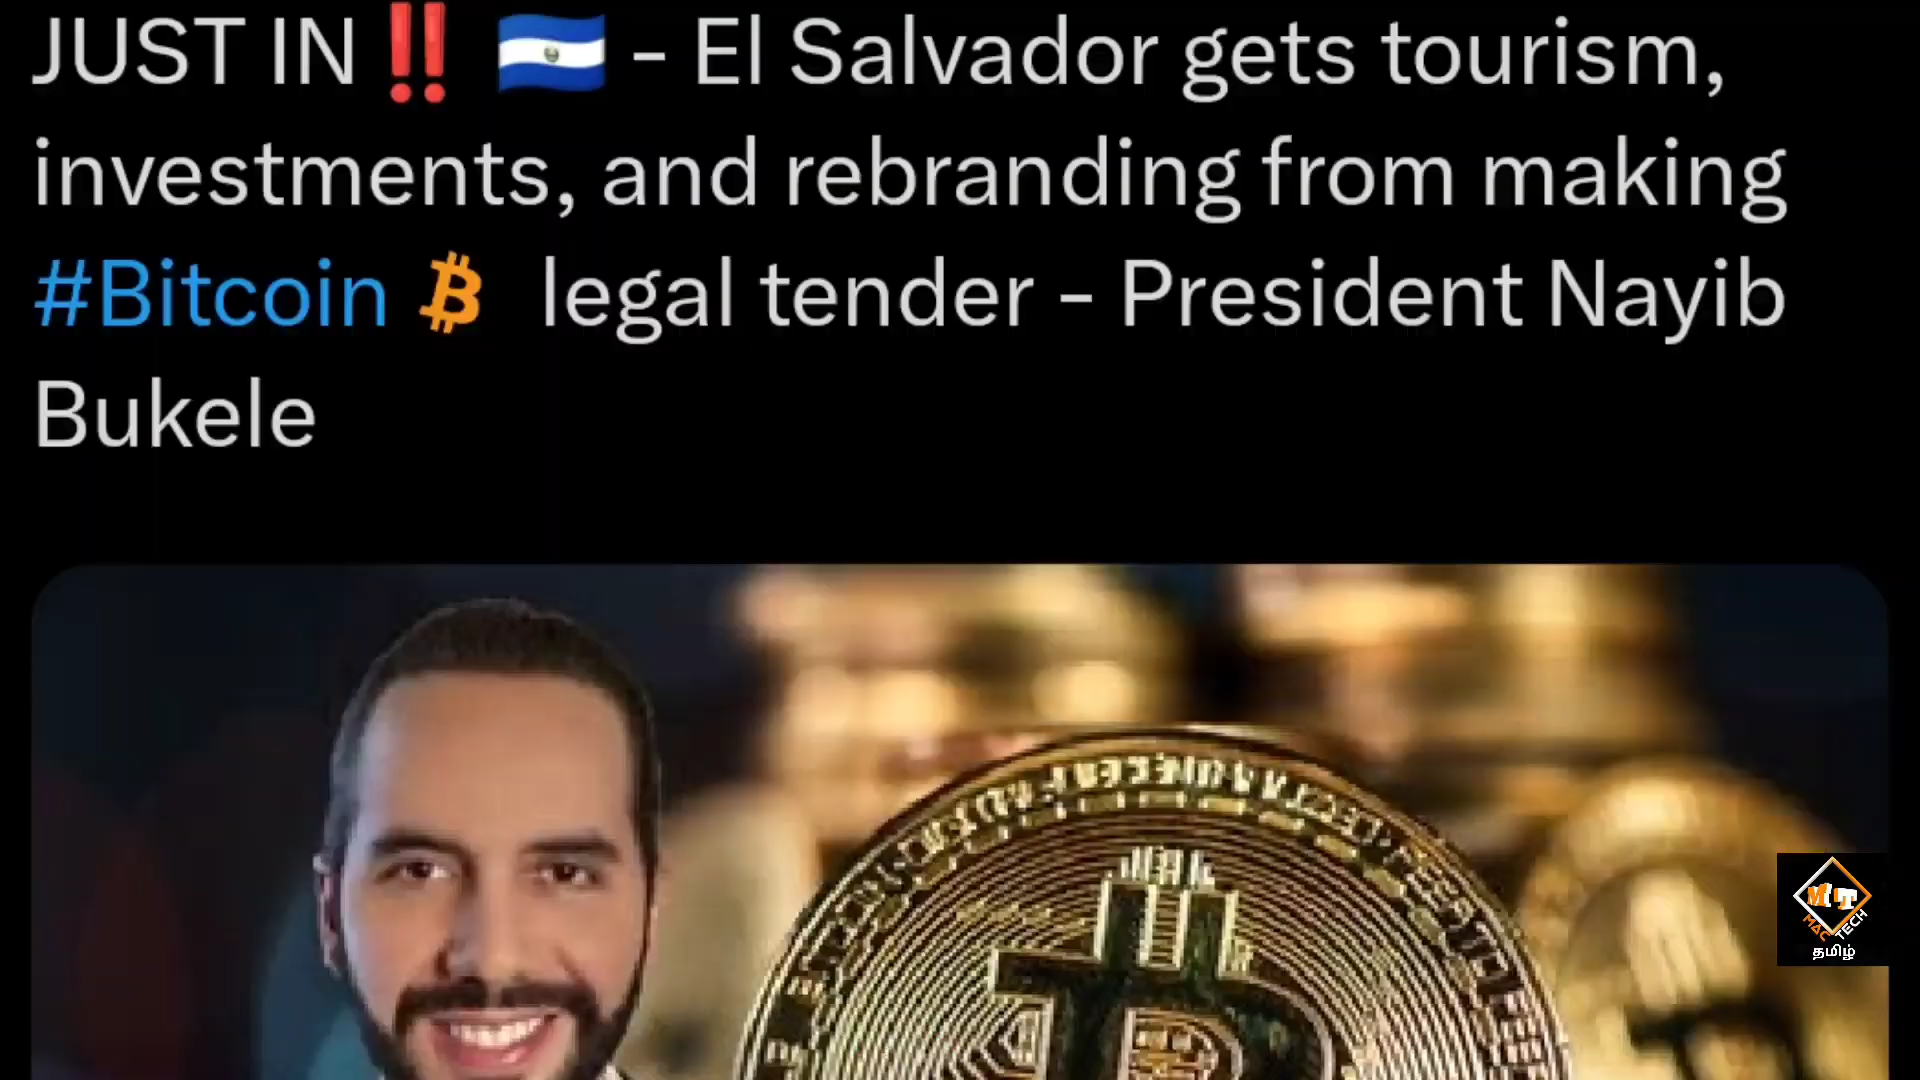 JUST IN‼️ 🇸🇻 - El Salvador gets tourism,
investments, and rebranding from making
#Bitcoin ₿ legal tender - President Nayib
Bukele
MTT
MAC TECH
தமிழ்